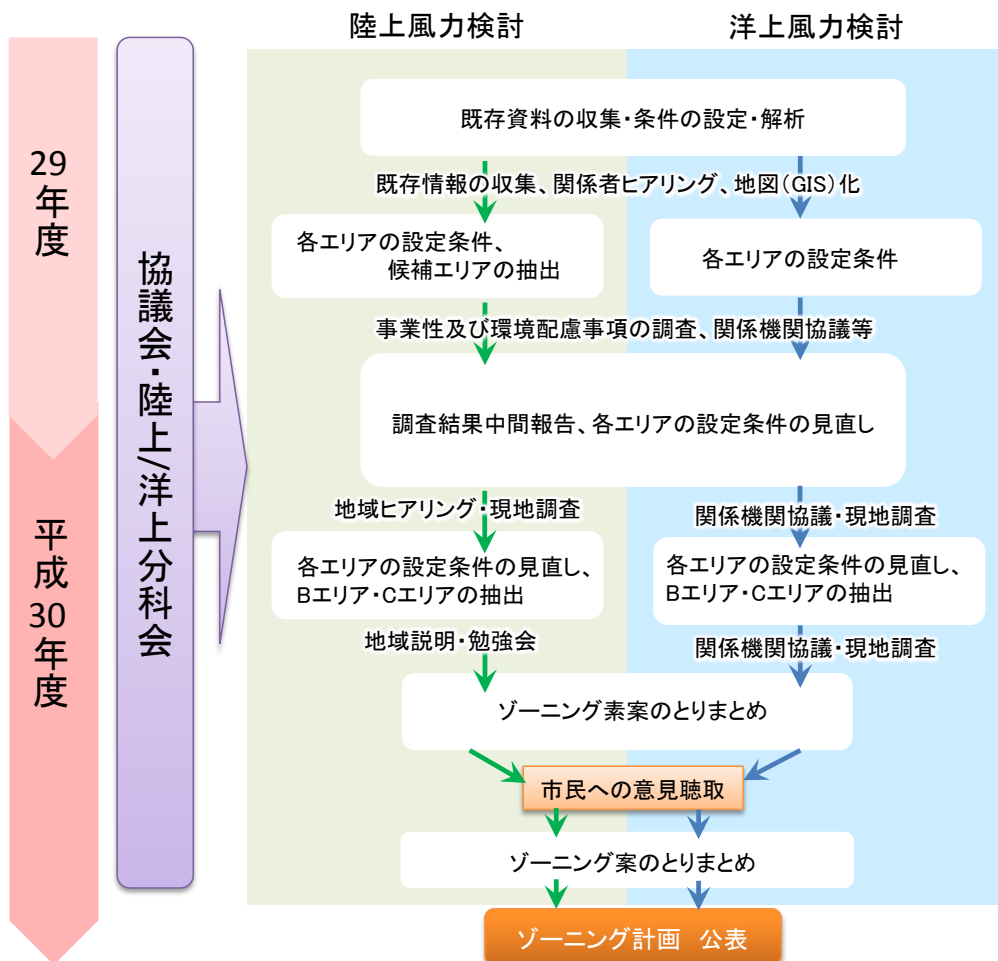 陸上風力検討
洋上風力検討
29
年
度
平
成
30
年
度
協議会・陸上/洋上分科会
既存資料の収集・条件の設定・解析
既存情報の収集、関係者ヒアリング、地図(GIS)化
各エリアの設定条件、
候補エリアの抽出
各エリアの設定条件
事業性及び環境配慮事項の調査、関係機関協議等
調査結果中間報告、各エリアの設定条件の見直し
地域ヒアリング・現地調査
関係機関協議・現地調査
各エリアの設定条件の見直し、
Bエリア・Cエリアの抽出
各エリアの設定条件の見直し、
Bエリア・Cエリアの抽出
地域説明・勉強会
関係機関協議・現地調査
ゾーニング素案のとりまとめ
市民への意見聴取
ゾーニング案のとりまとめ
ゾーニング計画　公表